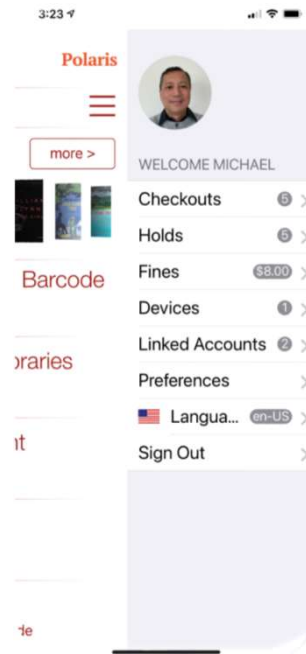 3:23
Polaris
more >
Barcode
oraries
nt
de
WELCOME MICHAEL
Checkouts 5
Holds 5
Fines $8.00
Devices 1
Linked Accounts 2
Preferences
Langua... en-US
Sign Out